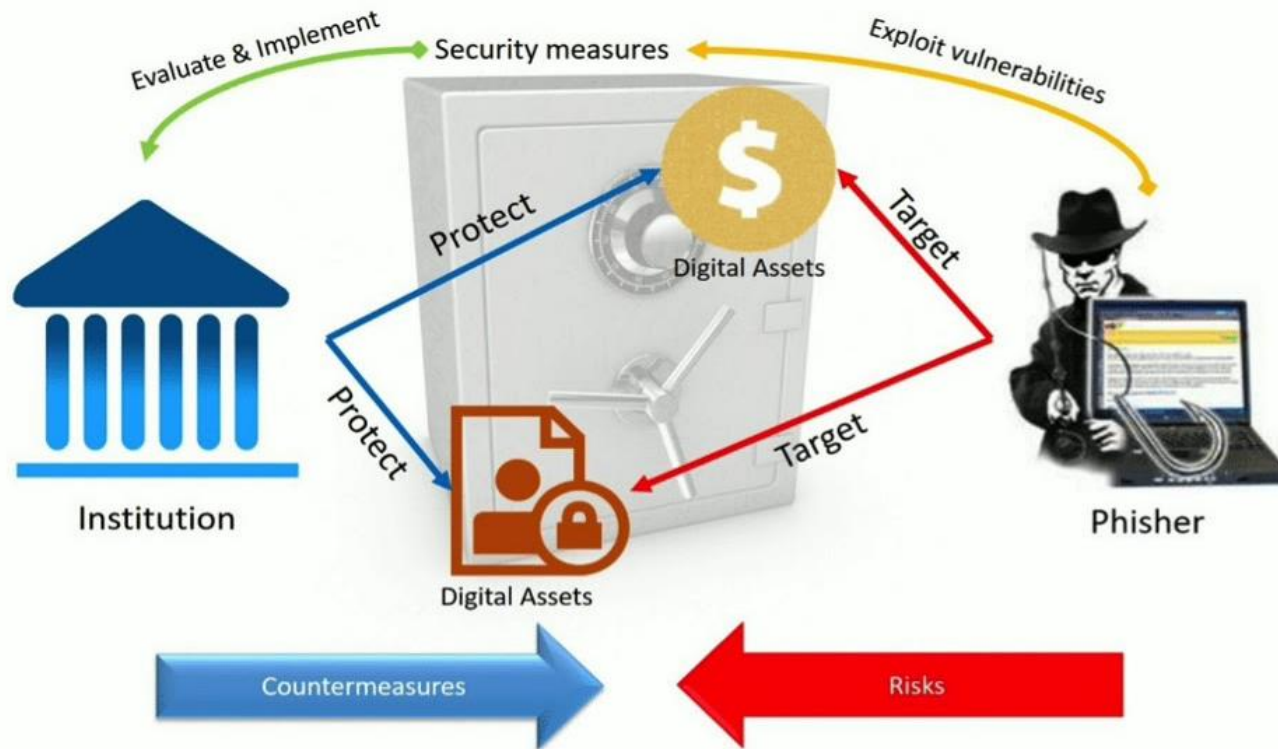 Evaluate & Implement
Security measures
Exploit vulnerabilities
Protect
Target
Digital Assets
Protect
Target
Institution
Phisher
Digital Assets
Countermeasures
Risks